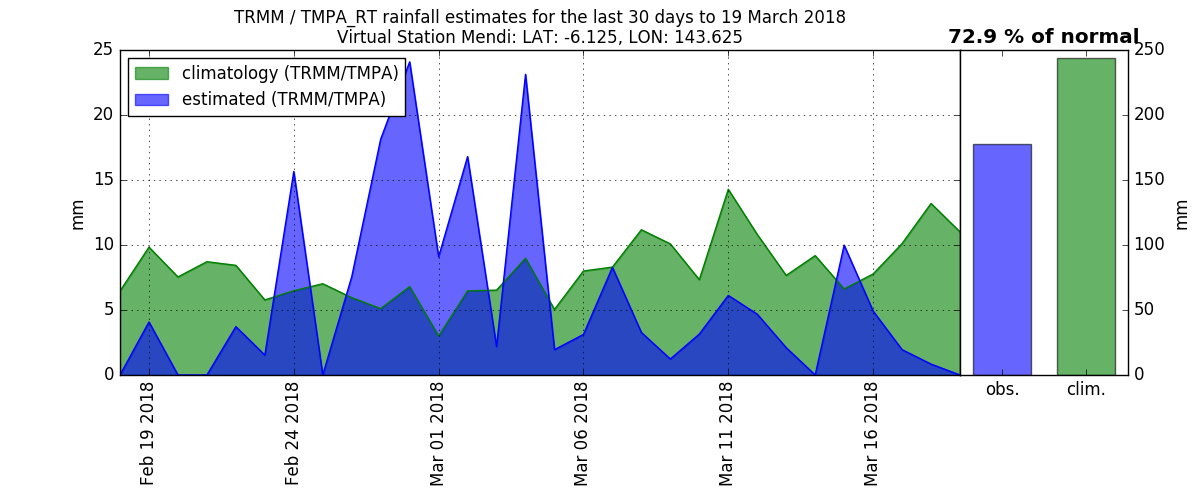 TRMM / TMPA_RT rainfall estimates for the last 30 days to 19 March 2018
Virtual Station Mendi: LAT: -6.125, LON: 143.625
72.9 % of normal
climatology (TRMM/TMPA)
estimated (TRMM/TMPA)
25
20
15
10
5
0
mm
Feb 19 2018
Feb 24 2018
Mar 01 2018
Mar 06 2018
Mar 11 2018
Mar 16 2018
obs.
clim.
250
200
150
100
50
0
mm